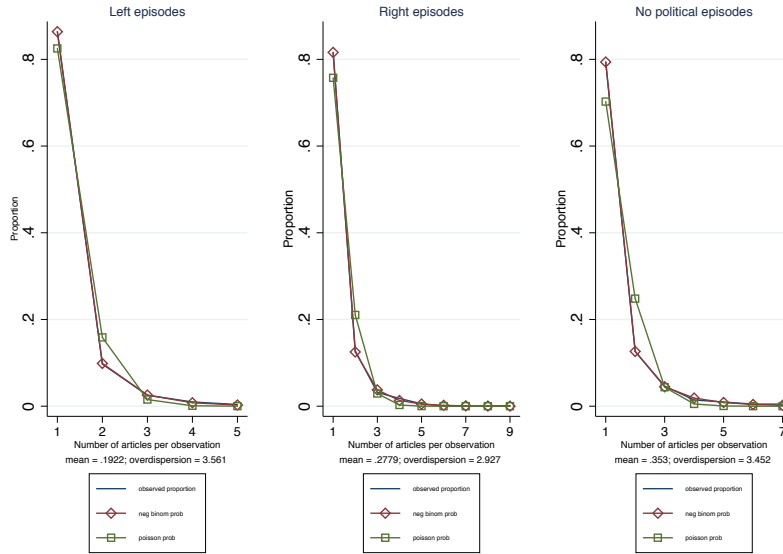 Left episodes
Proportion
.8
.6
.4
.2
0
1 2 3 4 5
Number of articles per observation
mean = .1922; overdispersion = 3.561
observed proportion
neg binom prob
poisson prob
Right episodes
Proportion
.8
.6
.4
.2
0
1 3 5 7 9
Number of articles per observation
mean = .2779; overdispersion = 2.927
observed proportion
neg binom prob
poisson prob
No political episodes
Proportion
.8
.6
.4
.2
0
1 3 5 7
Number of articles per observation
mean = .353; overdispersion = 3.452
observed proportion
neg binom prob
poisson prob